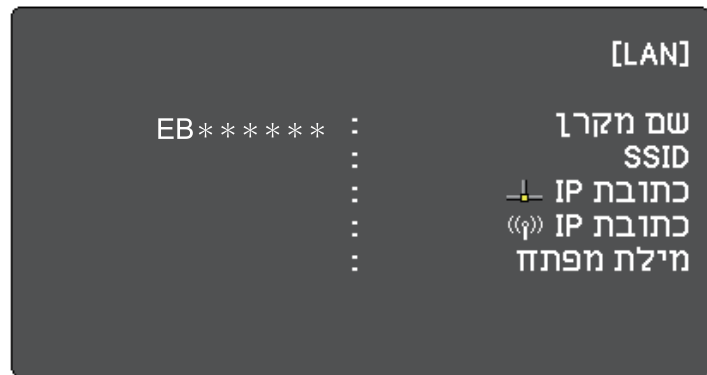 [LAN]
שם מקרן : EB******
SSID :
כתובת IP :
כתובת IP :
מילת מפתח :